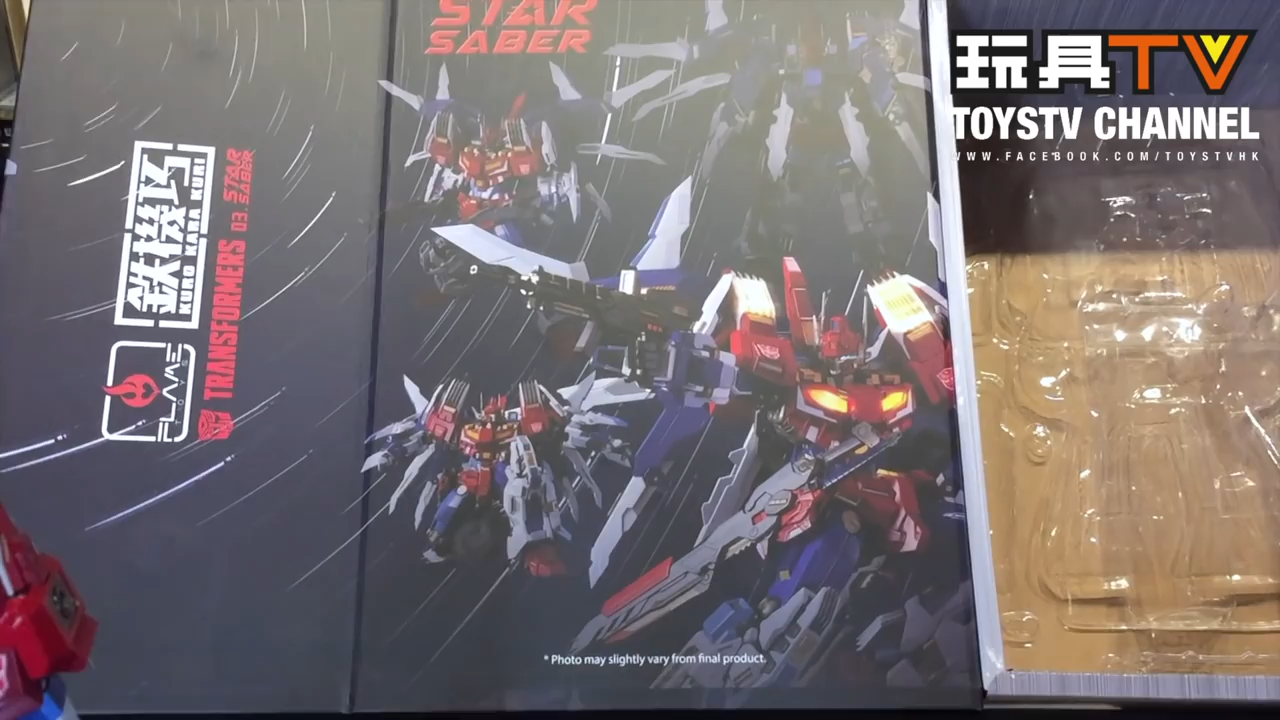 STAR
SABER
玩具TV
TOYSTV CHANNEL
WWW.FACEBOOK.COM/TOYSTVHK
鉄機巧
KURO KARA KURI
FLAME
TOYS
TRANSFORMERS 03. STAR
SABER
* Photo may slightly vary from final product.